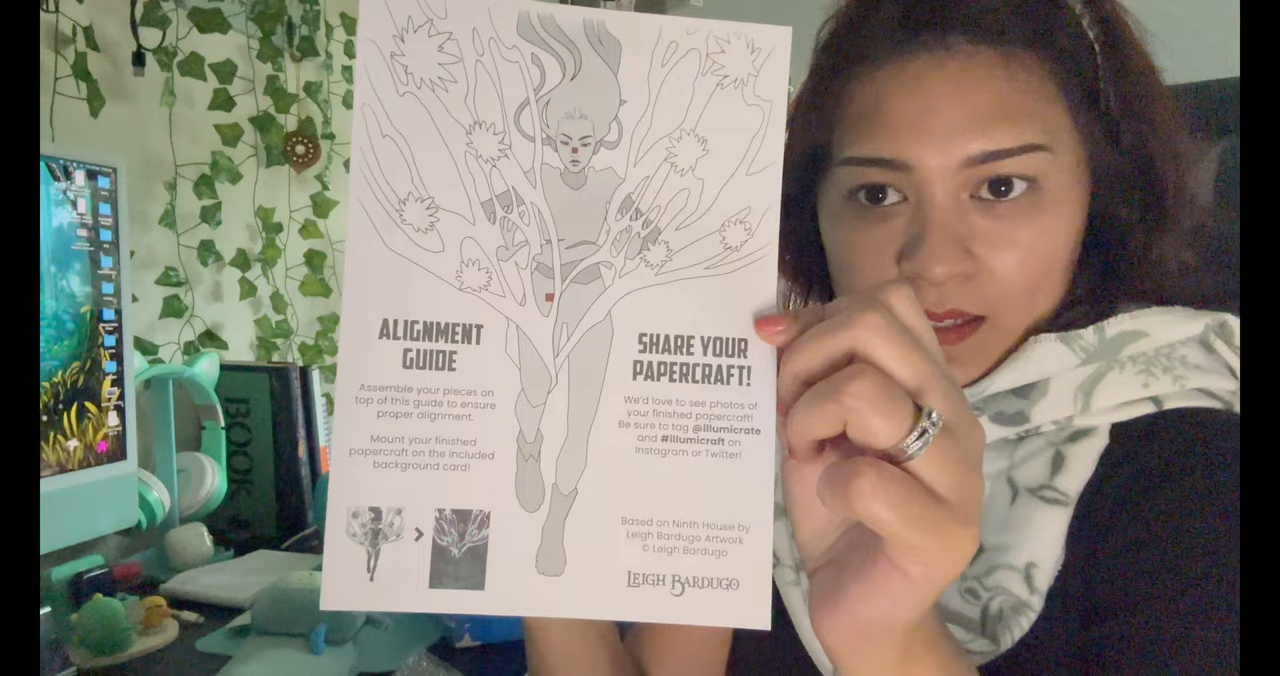 ALIGNMENT
GUIDE
Assemble your pieces on
top of this guide to ensure
proper alignment.
Mount your finished
papercraft on the included
background card!
SHARE YOUR
PAPERCRAFT!
We'd love to see photos of
your finished papercraft!
Be sure to tag @illumicrate
and #illumicraft on
Instagram or Twitter!
Based on Ninth House by
Leigh Bardugo Artwork
© Leigh Bardugo
LEIGH BARDUGO
BOOK